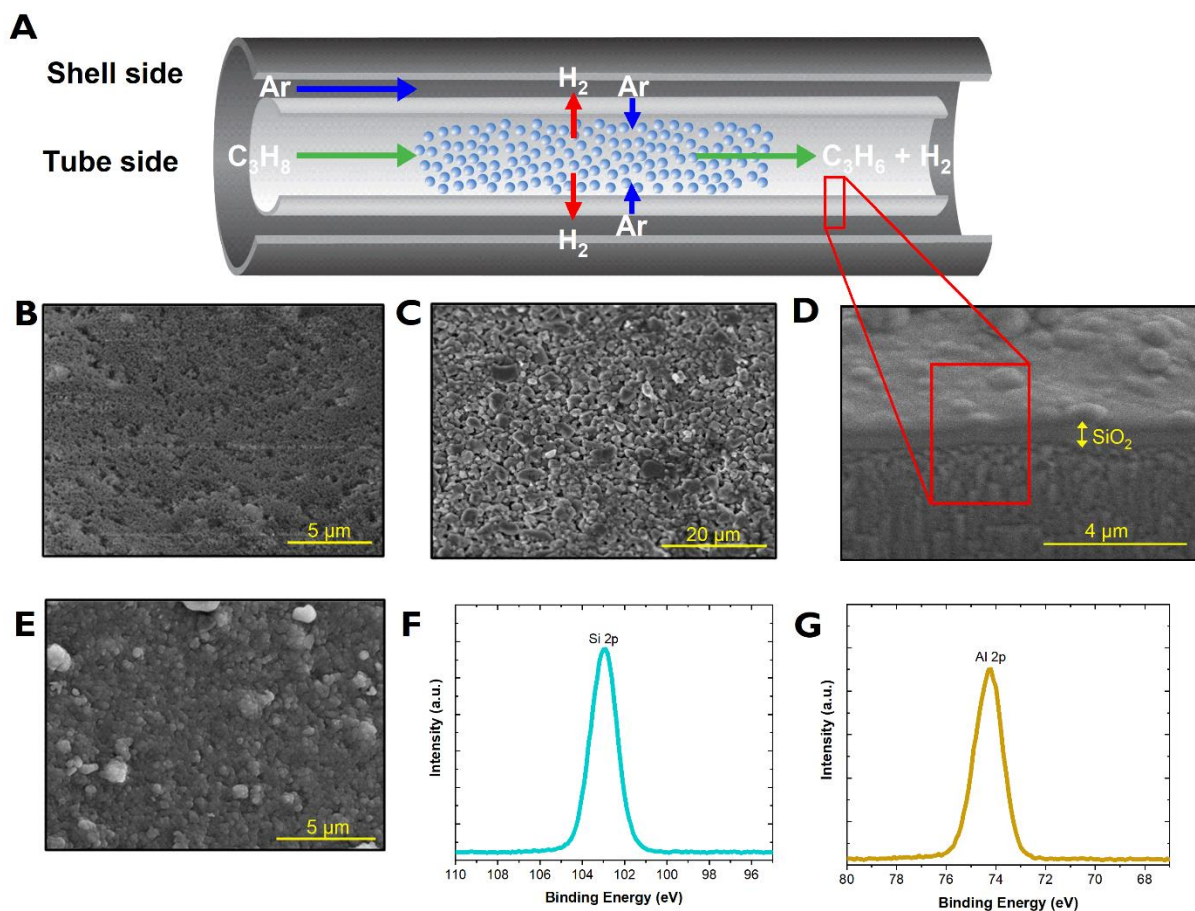 A
Shell side
Ar
H2
Ar
Tube side
C3H8
C3H6 + H2
H2
Ar
B
5 µm
C
20 µm
D
SiO2
4 µm
E
5 µm
F
Si 2p
Intensity (a.u.)
110 108 106 104 102 100 98 96
Binding Energy (eV)
G
Al 2p
Intensity (a.u.)
80 78 76 74 72 70 68
Binding Energy (eV)